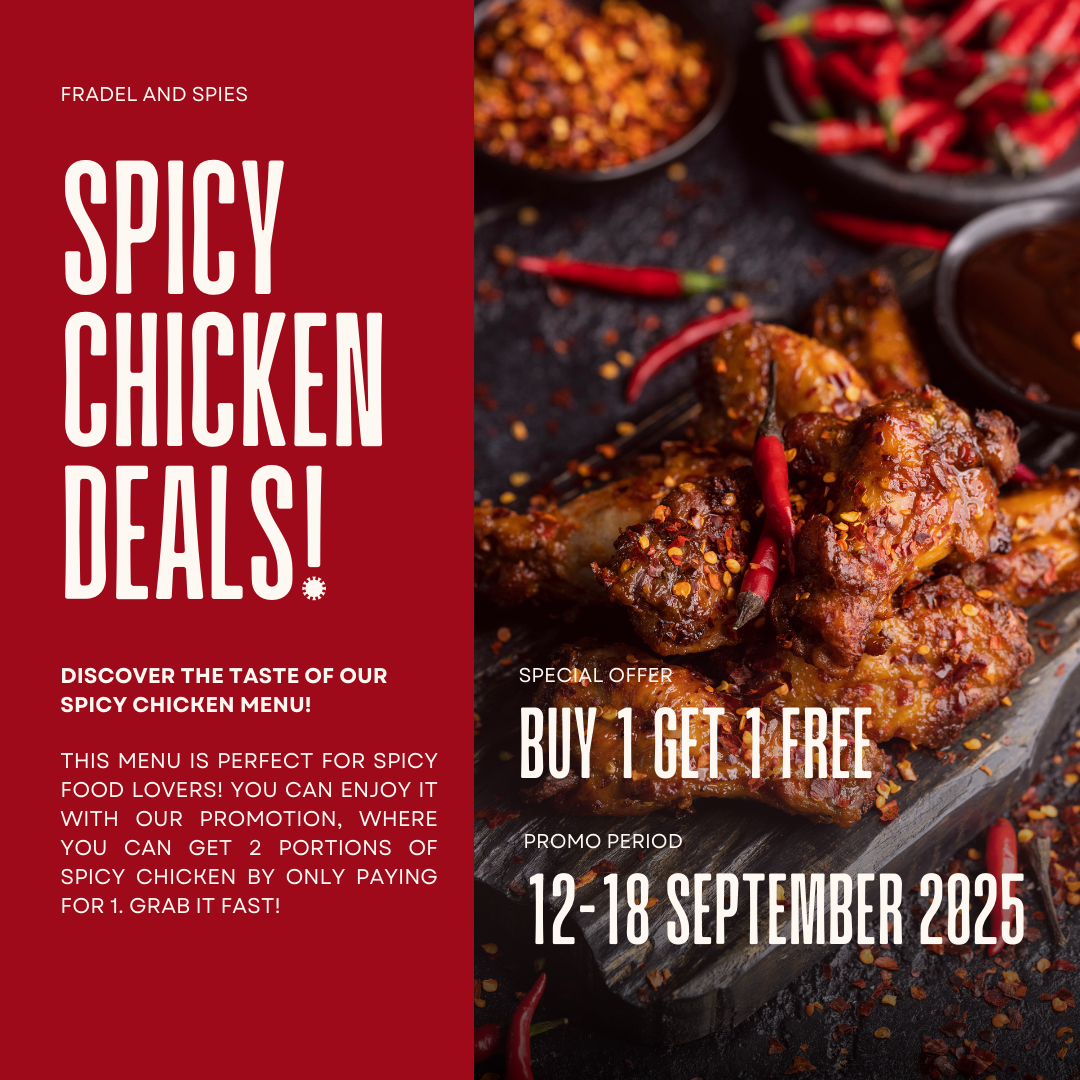 FRADEL AND SPIES
SPICY
CHICKEN
DEALS!
DISCOVER THE TASTE OF OUR
SPICY CHICKEN MENU!
THIS MENU IS PERFECT FOR SPICY
FOOD LOVERS! YOU CAN ENJOY IT
WITH OUR PROMOTION, WHERE
YOU CAN GET 2 PORTIONS OF
SPICY CHICKEN BY ONLY PAYING
FOR 1. GRAB IT FAST!
SPECIAL OFFER
BUY 1 GET 1 FREE
PROMO PERIOD
12-18 SEPTEMBER 2025